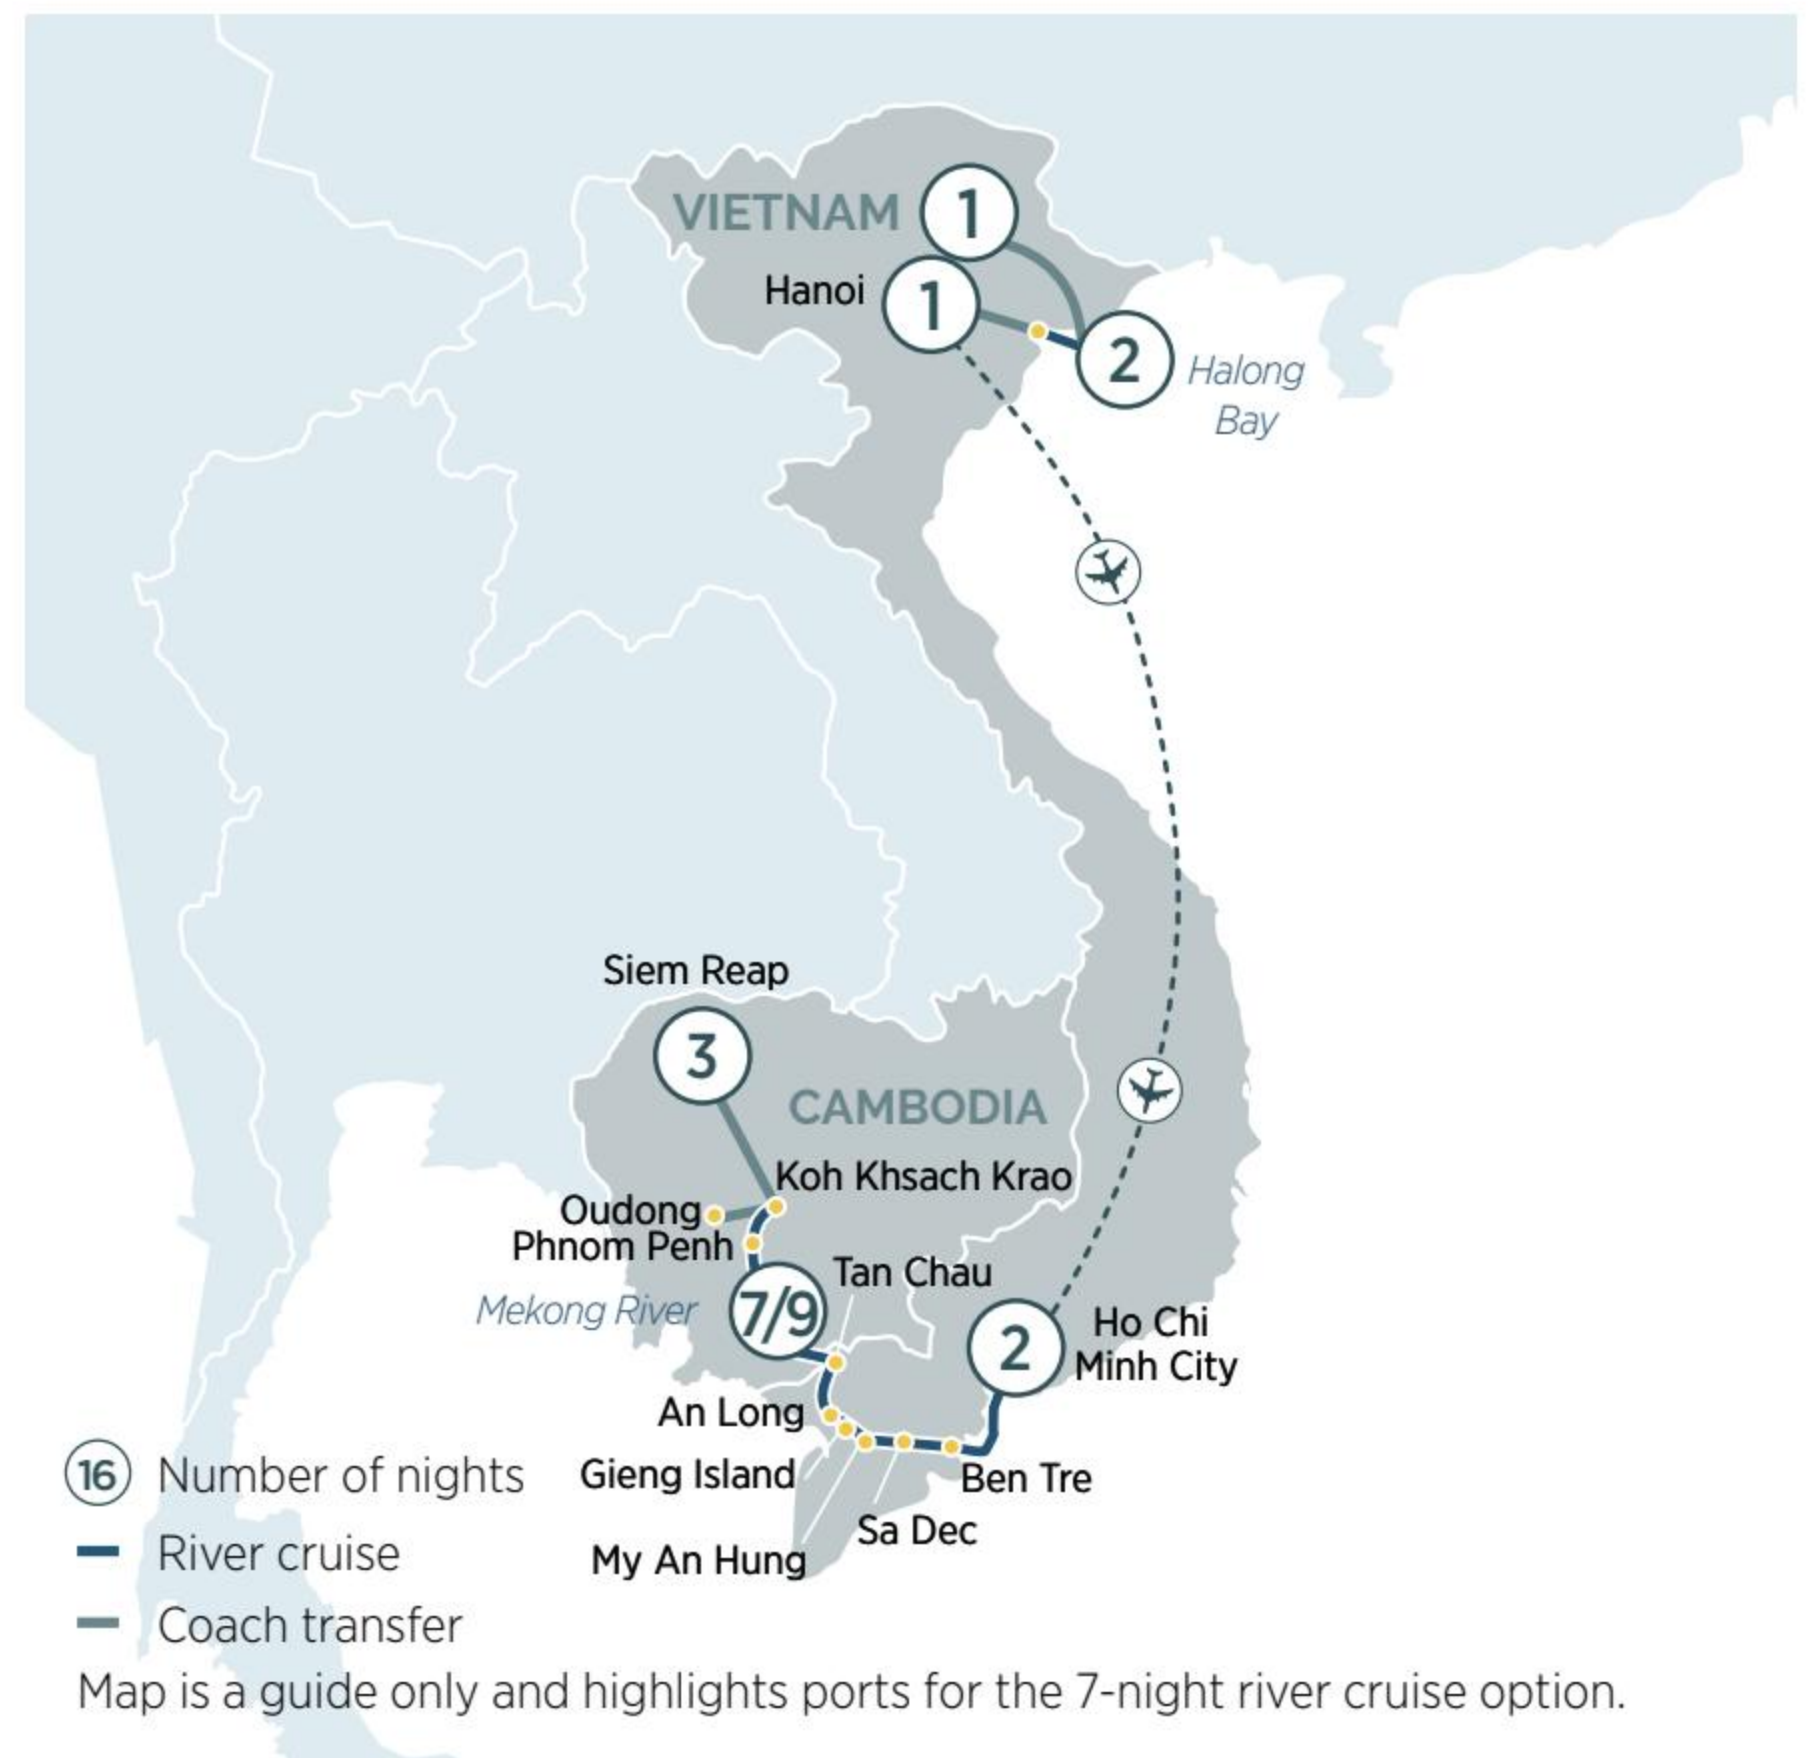 VIETNAM
1
Hanoi
1
2
Halong
Bay
Siem Reap
3
CAMBODIA
Koh Khsach Krao
Oudong
Phnom Penh
Tan Chau
Mekong River
7/9
2
Ho Chi
Minh City
An Long
Gieng Island
Ben Tre
Sa Dec
My An Hung
16 Number of nights
River cruise
Coach transfer
Map is a guide only and highlights ports for the 7-night river cruise option.